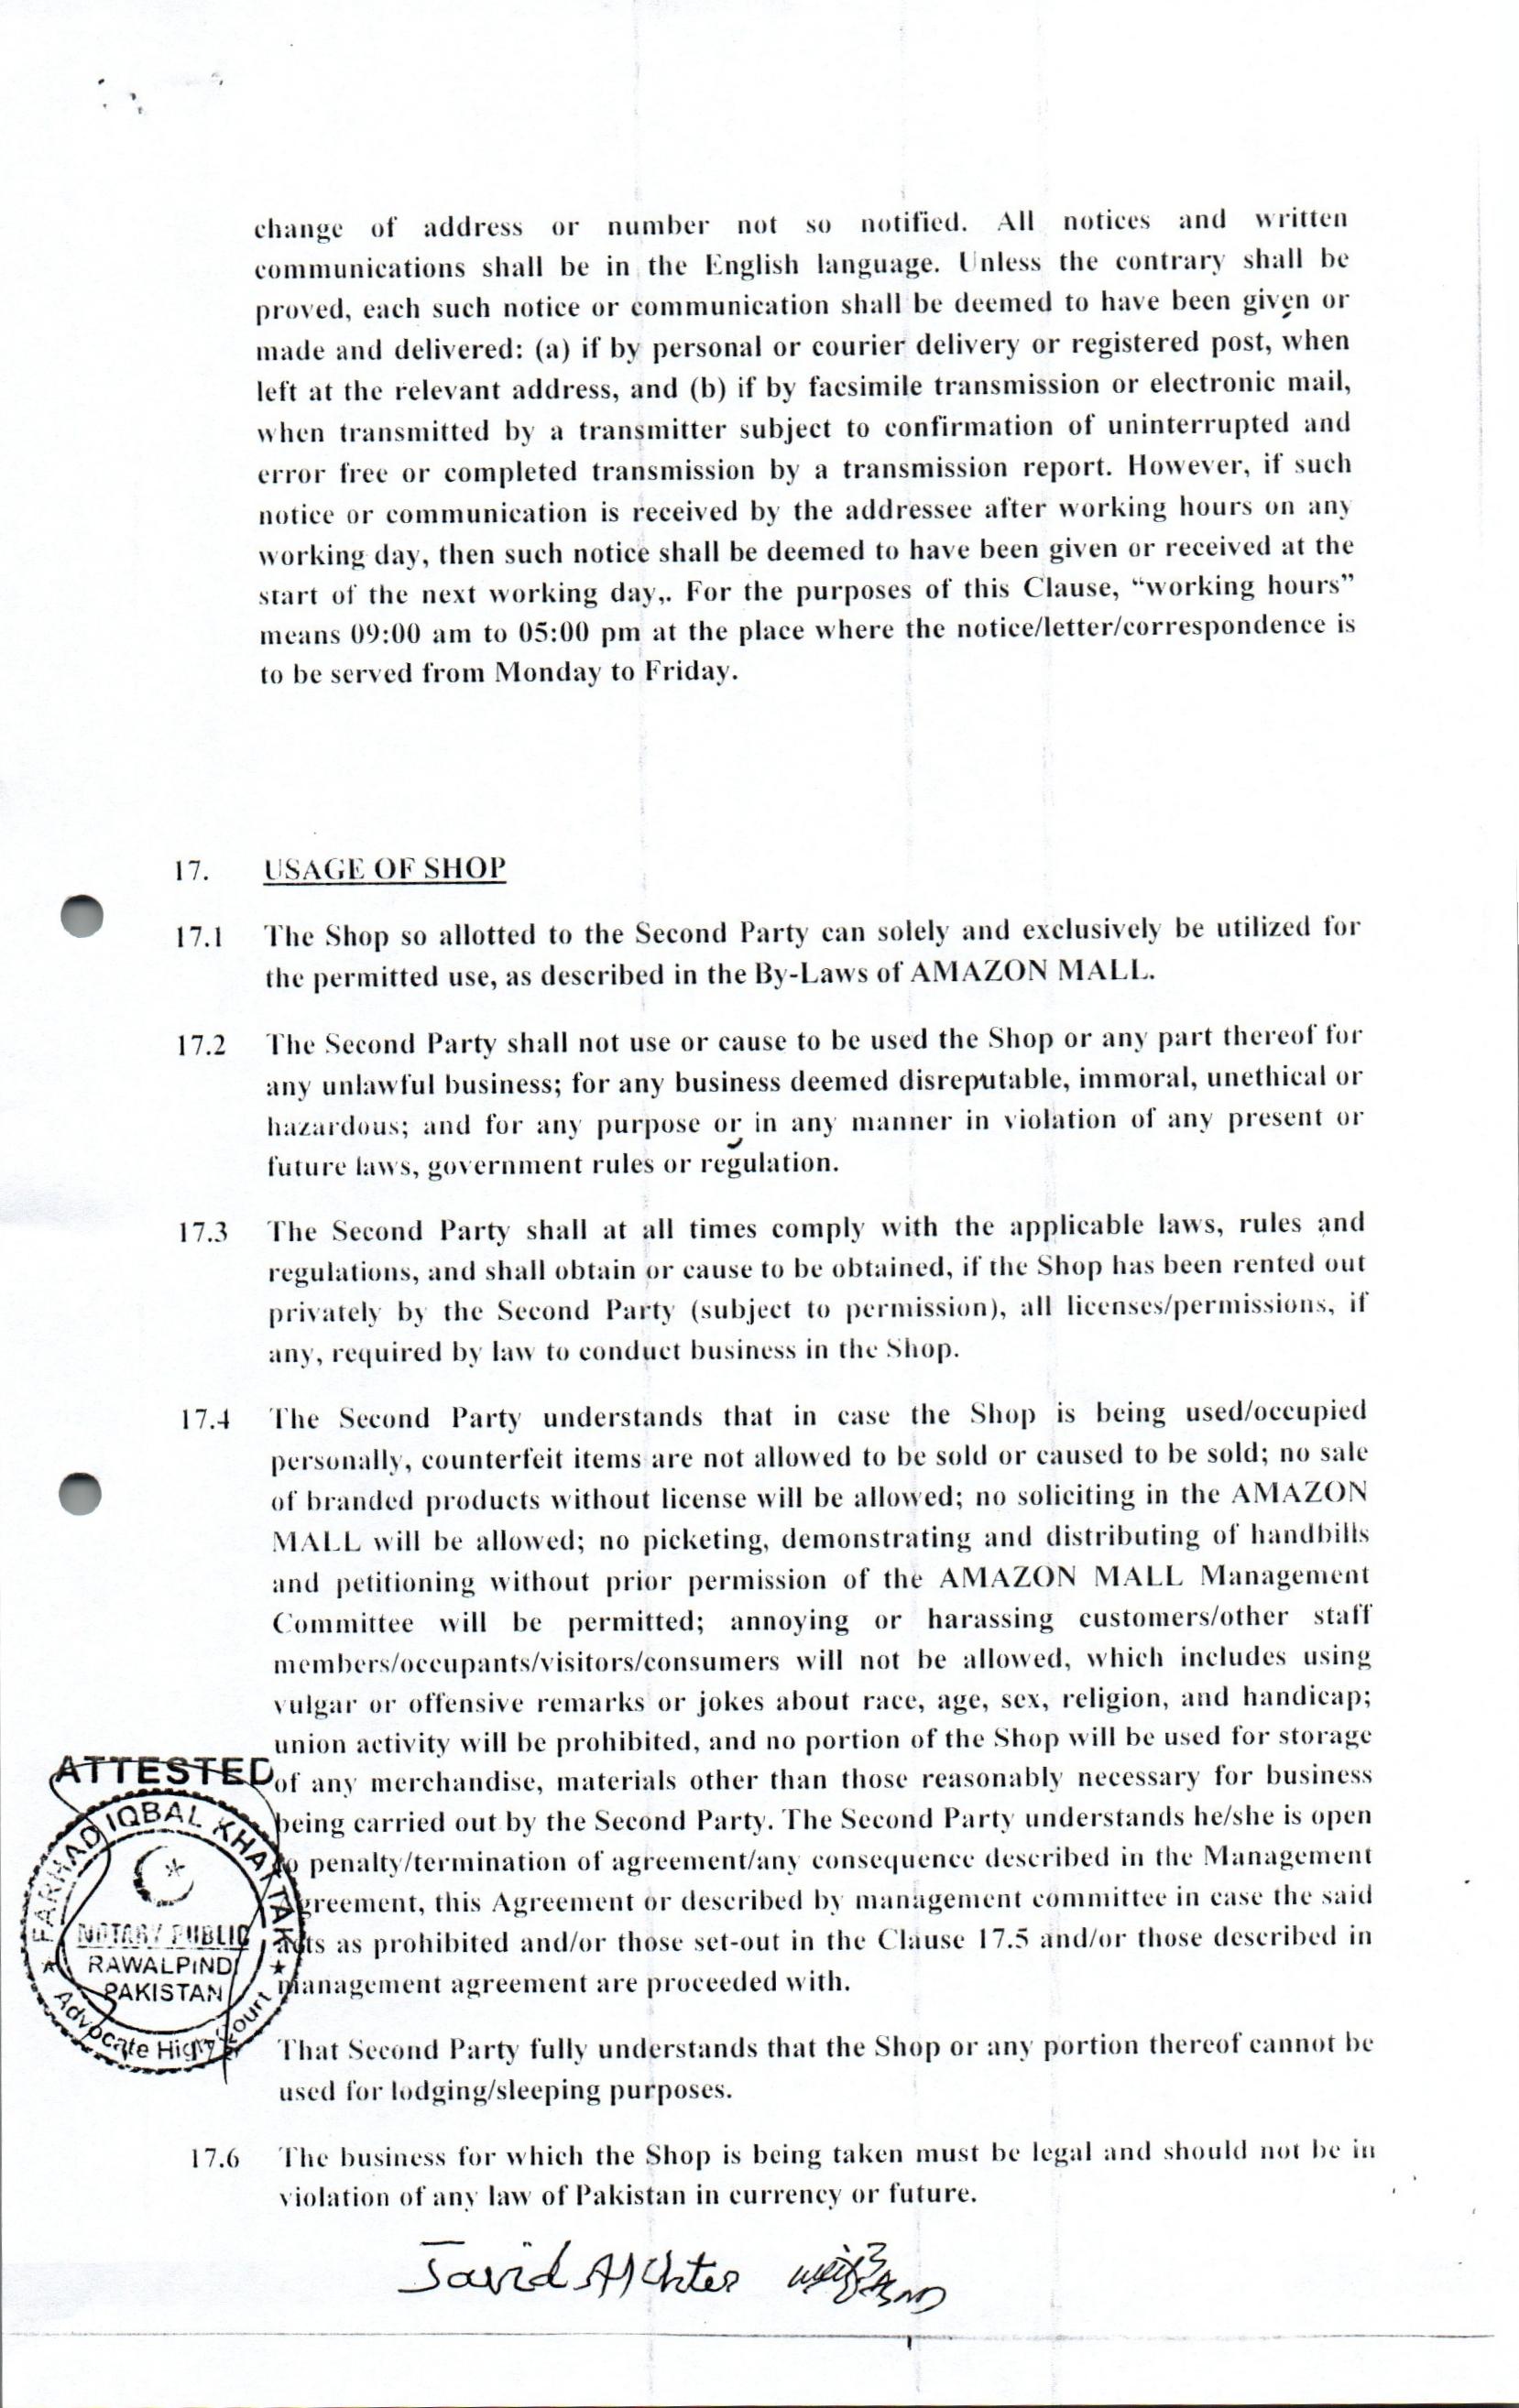 change of address or number not so notified. All notices and written
communications shall be in the English language. Unless the contrary shall be
proved, each such notice or communication shall be deemed to have been given or
made and delivered: (a) if by personal or courier delivery or registered post, when
left at the relevant address, and (b) if by facsimile transmission or electronic mail,
when transmitted by a transmitter subject to confirmation of uninterrupted and
error free or completed transmission by a transmission report. However, if such
notice or communication is received by the addressee after working hours on any
working day, then such notice shall be deemed to have been given or received at the
start of the next working day,. For the purposes of this Clause, “working hours”
means 09:00 am to 05:00 pm at the place where the notice/letter/correspondence is
to be served from Monday to Friday.
17. USAGE OF SHOP
17.1 The Shop so allotted to the Second Party can solely and exclusively be utilized for
the permitted use, as described in the By-Laws of AMAZON MALL.
17.2 The Second Party shall not use or cause to be used the Shop or any part thereof for
any unlawful business; for any business deemed disreputable, immoral, unethical or
hazardous; and for any purpose or in any manner in violation of any present or
future laws, government rules or regulation.
17.3 The Second Party shall at all times comply with the applicable laws, rules and
regulations, and shall obtain or cause to be obtained, if the Shop has been rented out
privately by the Second Party (subject to permission), all licenses/permissions, if
any, required by law to conduct business in the Shop.
17.4 The Second Party understands that in case the Shop is being used/occupied
personally, counterfeit items are not allowed to be sold or caused to be sold; no sale
of branded products without license will be allowed; no soliciting in the AMAZON
MALL will be allowed; no picketing, demonstrating and distributing of handbills
and petitioning without prior permission of the AMAZON MALL Management
Committee will be permitted; annoying or harassing customers/other staff
members/occupants/visitors/consumers will not be allowed, which includes using
vulgar or offensive remarks or jokes about race, age, sex, religion, and handicap;
union activity will be prohibited, and no portion of the Shop will be used for storage
of any merchandise, materials other than those reasonably necessary for business
being carried out by the Second Party. The Second Party understands he/she is open
to penalty/termination of agreement/any consequence described in the Management
Agreement, this Agreement or described by management committee in case the said
acts as prohibited and/or those set-out in the Clause 17.5 and/or those described in
management agreement are proceeded with.
ATTESTED
FARHAD IQBAL KHATTAK
NOTARY PUBLIC
RAWALPINDI
PAKISTAN
Advocate High Court
That Second Party fully understands that the Shop or any portion thereof cannot be
used for lodging/sleeping purposes.
17.6 The business for which the Shop is being taken must be legal and should not be in
violation of any law of Pakistan in currency or future.
Javid Akhter